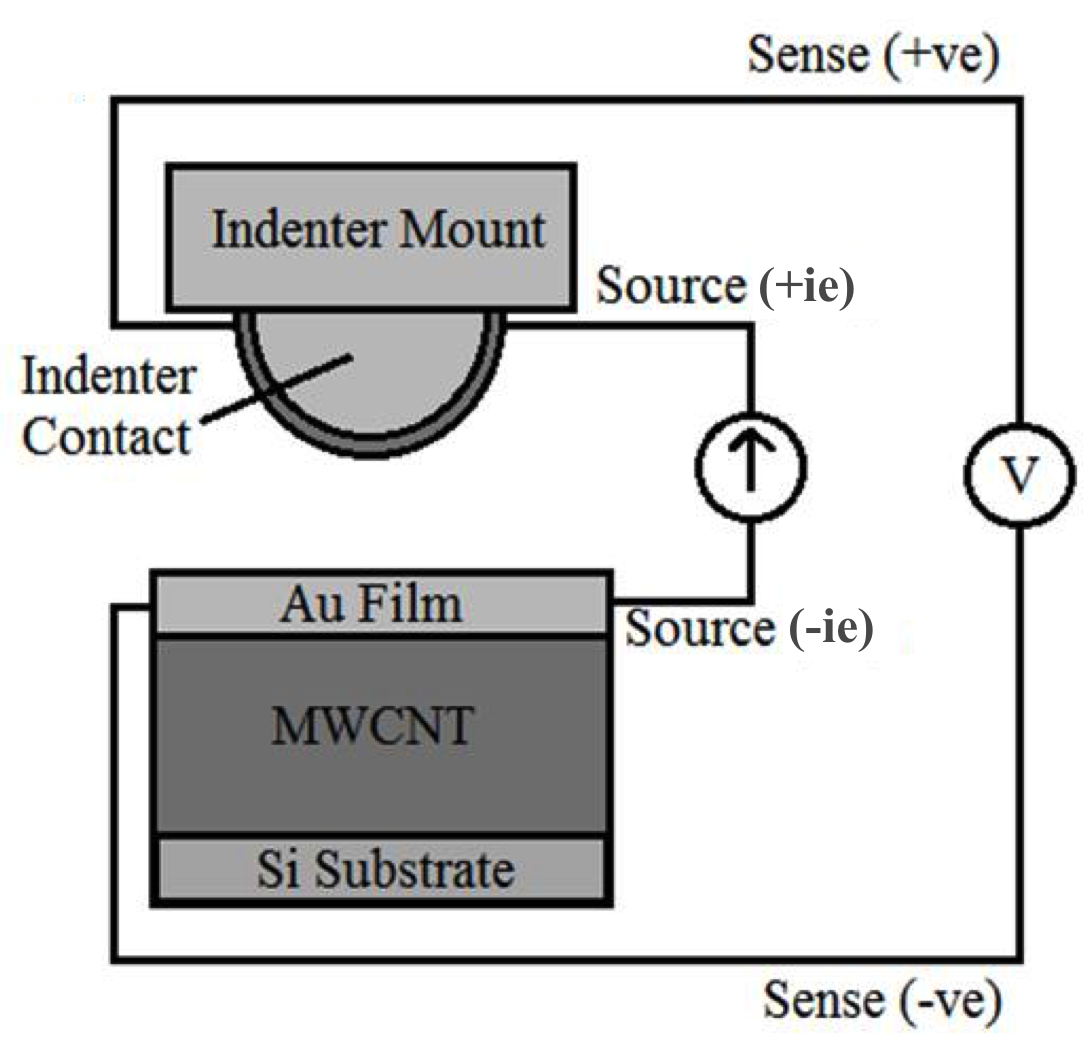 Sense (+ve)
Indenter Mount
Source (+ie)
Indenter
Contact
V
Au Film
Source (-ie)
MWCNT
Si Substrate
Sense (-ve)